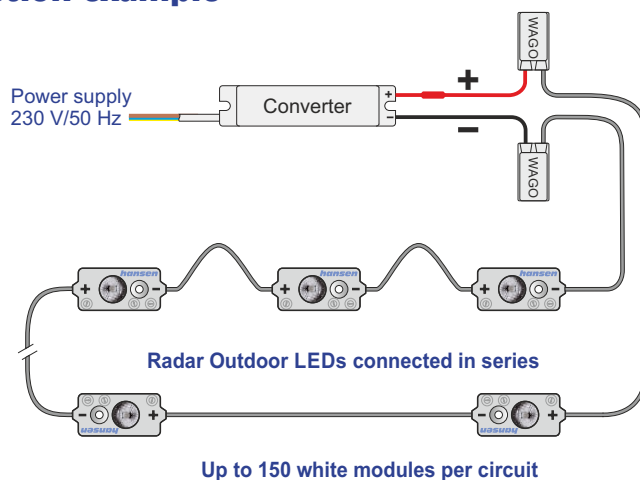 Power supply
230 V/50 Hz
Converter
+
−
+
−
WAGO
WAGO
hansen
+ −
hansen
+ −
hansen
+ −
Radar Outdoor LEDs connected in series
− +
hansen
− +
hansen
Up to 150 white modules per circuit